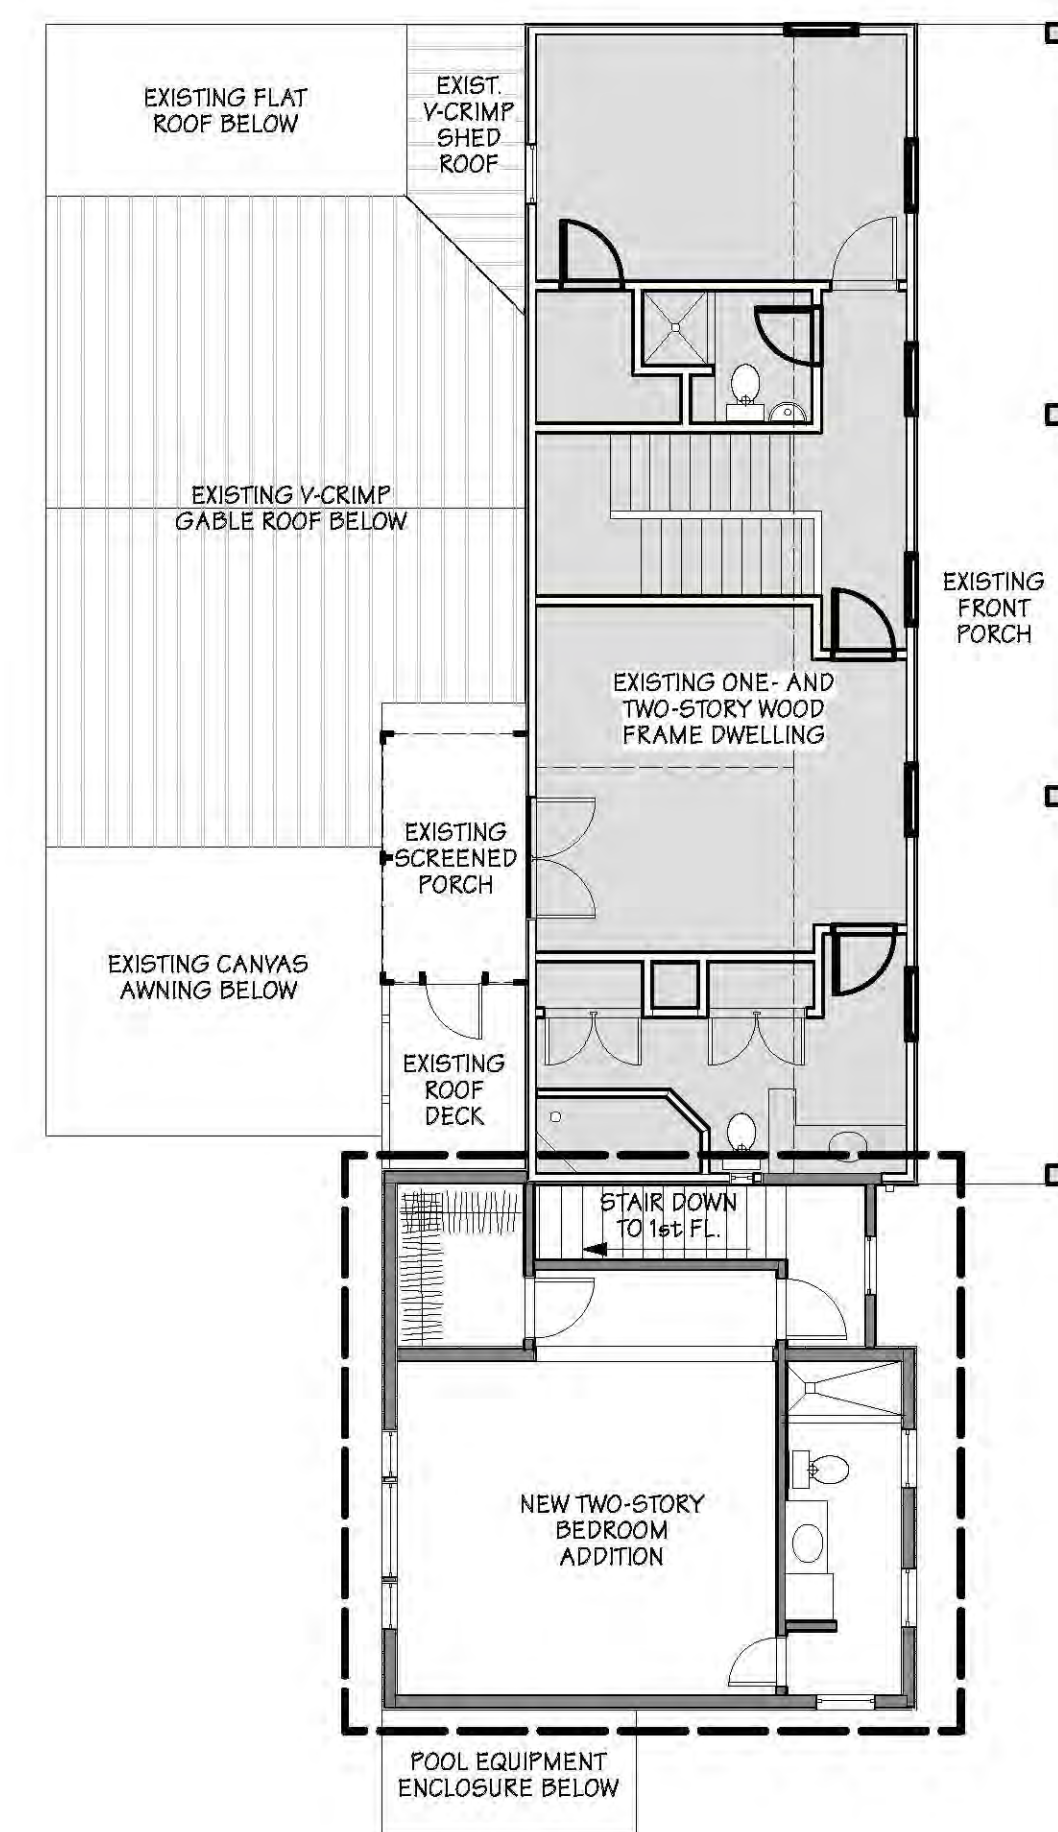 EXISTING FLAT
ROOF BELOW
EXIST.
V-CRIMP
SHED
ROOF
EXISTING V-CRIMP
GABLE ROOF BELOW
EXISTING
FRONT
PORCH
EXISTING ONE- AND
TWO-STORY WOOD
FRAME DWELLING
EXISTING
SCREENED
PORCH
EXISTING CANVAS
AWNING BELOW
EXISTING
ROOF
DECK
STAIR DOWN
TO 1st FL.
NEW TWO-STORY
BEDROOM
ADDITION
POOL EQUIPMENT
ENCLOSURE BELOW